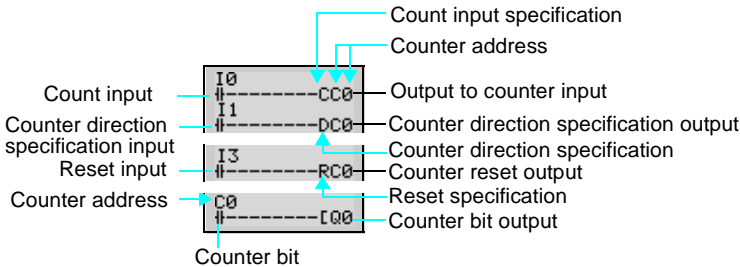 Count input specification
Counter address
I0
Count input
CC0
Output to counter input
I1
Counter direction
specification input
DC0
Counter direction specification output
Counter direction specification
Reset input
I3
RC0
Counter reset output
Reset specification
Counter address
C0
[Q0
Counter bit output
Counter bit